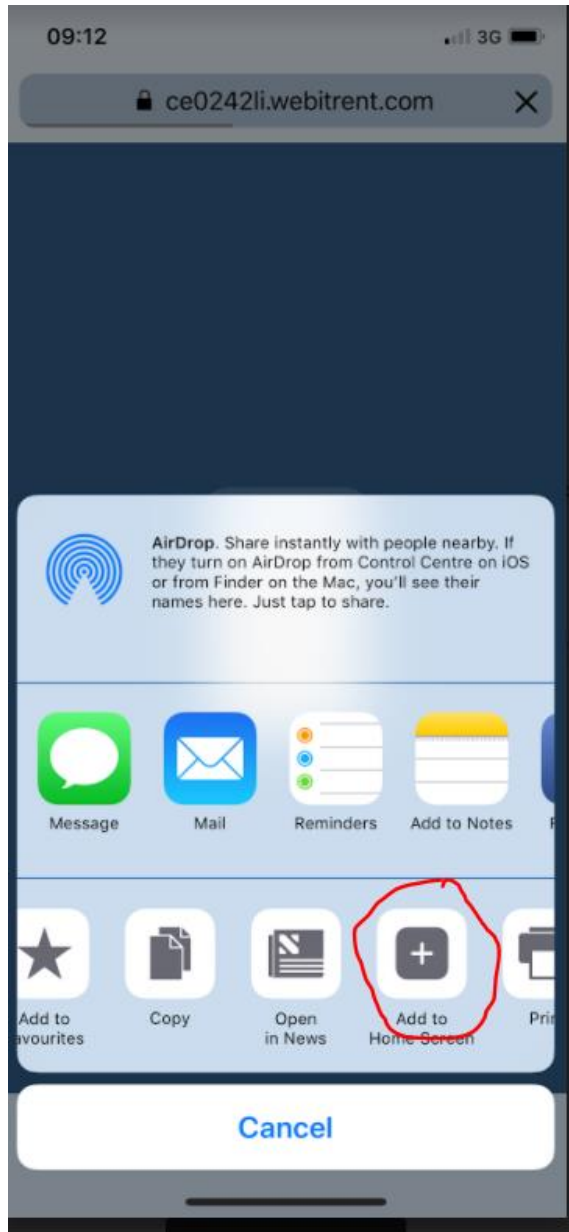 09:12 3G
ce0242li.webitrent.com
AirDrop. Share instantly with people nearby. If
they turn on AirDrop from Control Centre on iOS
or from Finder on the Mac, you'll see their
names here. Just tap to share.
Message Mail Reminders Add to Notes
Add to Copy Open Add to Prin
avourites in News Home Screen
Cancel